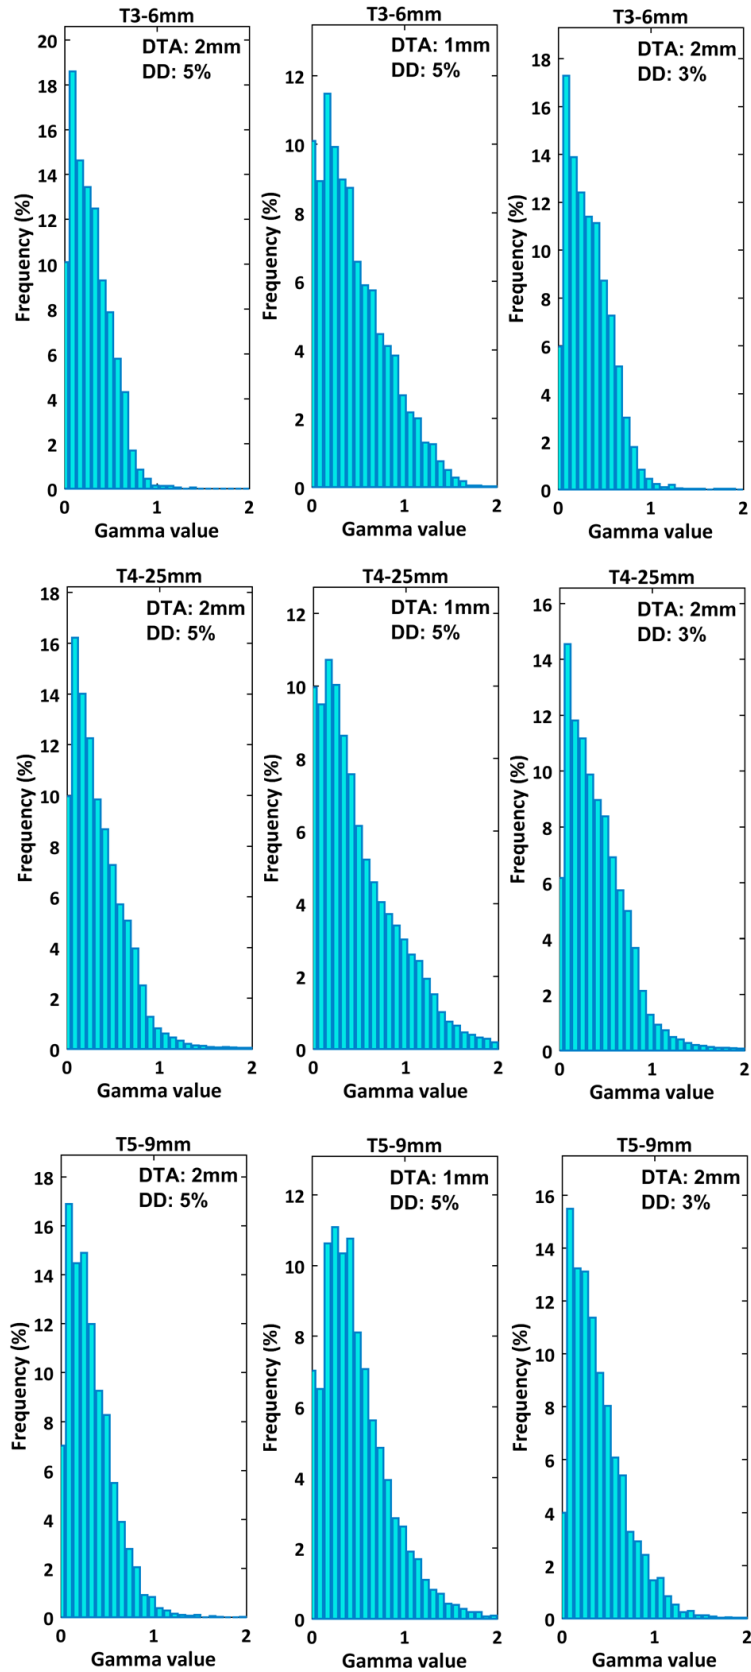 T3-6mm
DTA: 2mm
DD: 5%
Frequency (%)
20
18
16
14
12
10
8
6
4
2
0
0 1 2
Gamma value
T3-6mm
DTA: 1mm
DD: 5%
Frequency (%)
12
10
8
6
4
2
0
0 1 2
Gamma value
T3-6mm
DTA: 2mm
DD: 3%
Frequency (%)
18
16
14
12
10
8
6
4
2
0
0 1 2
Gamma value
T4-25mm
DTA: 2mm
DD: 5%
Frequency (%)
18
16
14
12
10
8
6
4
2
0
0 1 2
Gamma value
T4-25mm
DTA: 1mm
DD: 5%
Frequency (%)
12
10
8
6
4
2
0
0 1 2
Gamma value
T4-25mm
DTA: 2mm
DD: 3%
Frequency (%)
16
14
12
10
8
6
4
2
0
0 1 2
Gamma value
T5-9mm
DTA: 2mm
DD: 5%
Frequency (%)
18
16
14
12
10
8
6
4
2
0
0 1 2
Gamma value
T5-9mm
DTA: 1mm
DD: 5%
Frequency (%)
12
10
8
6
4
2
0
0 1 2
Gamma value
T5-9mm
DTA: 2mm
DD: 3%
Frequency (%)
16
14
12
10
8
6
4
2
0
0 1 2
Gamma value